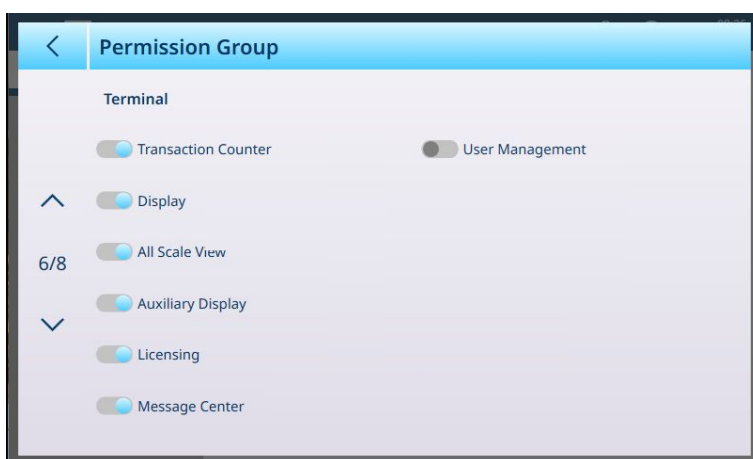 Permission Group
Terminal
Transaction Counter
User Management
Display
All Scale View
6/8
Auxiliary Display
Licensing
Message Center